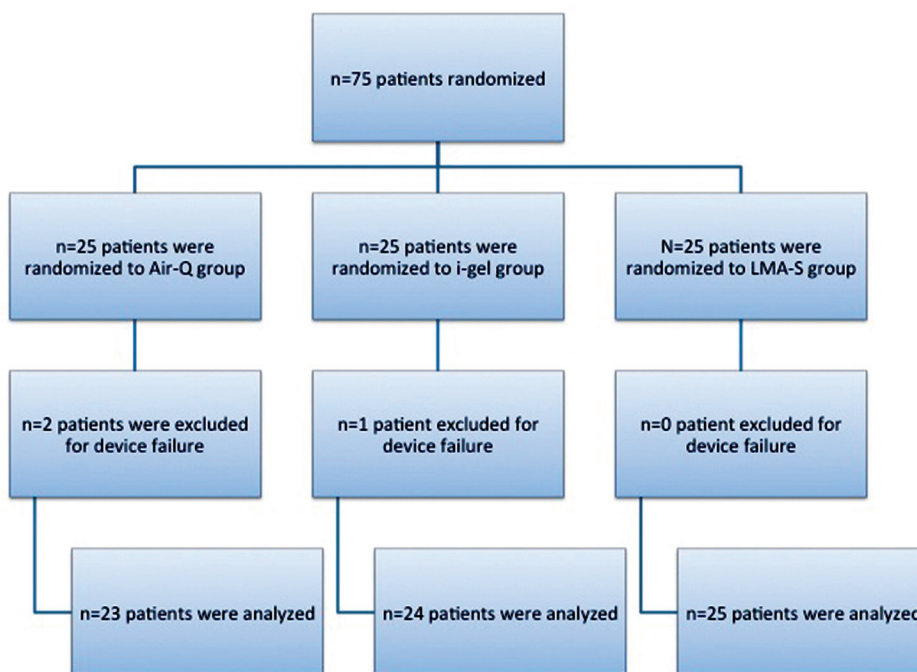 n=75 patients randomized
n=25 patients were
randomized to Air-Q group
n=25 patients were
randomized to i-gel group
N=25 patients were
randomized to LMA-S group
n=2 patients were excluded
for device failure
n=1 patient excluded for
device failure
n=0 patient excluded for
device failure
n=23 patients were analyzed
n=24 patients were analyzed
n=25 patients were analyzed